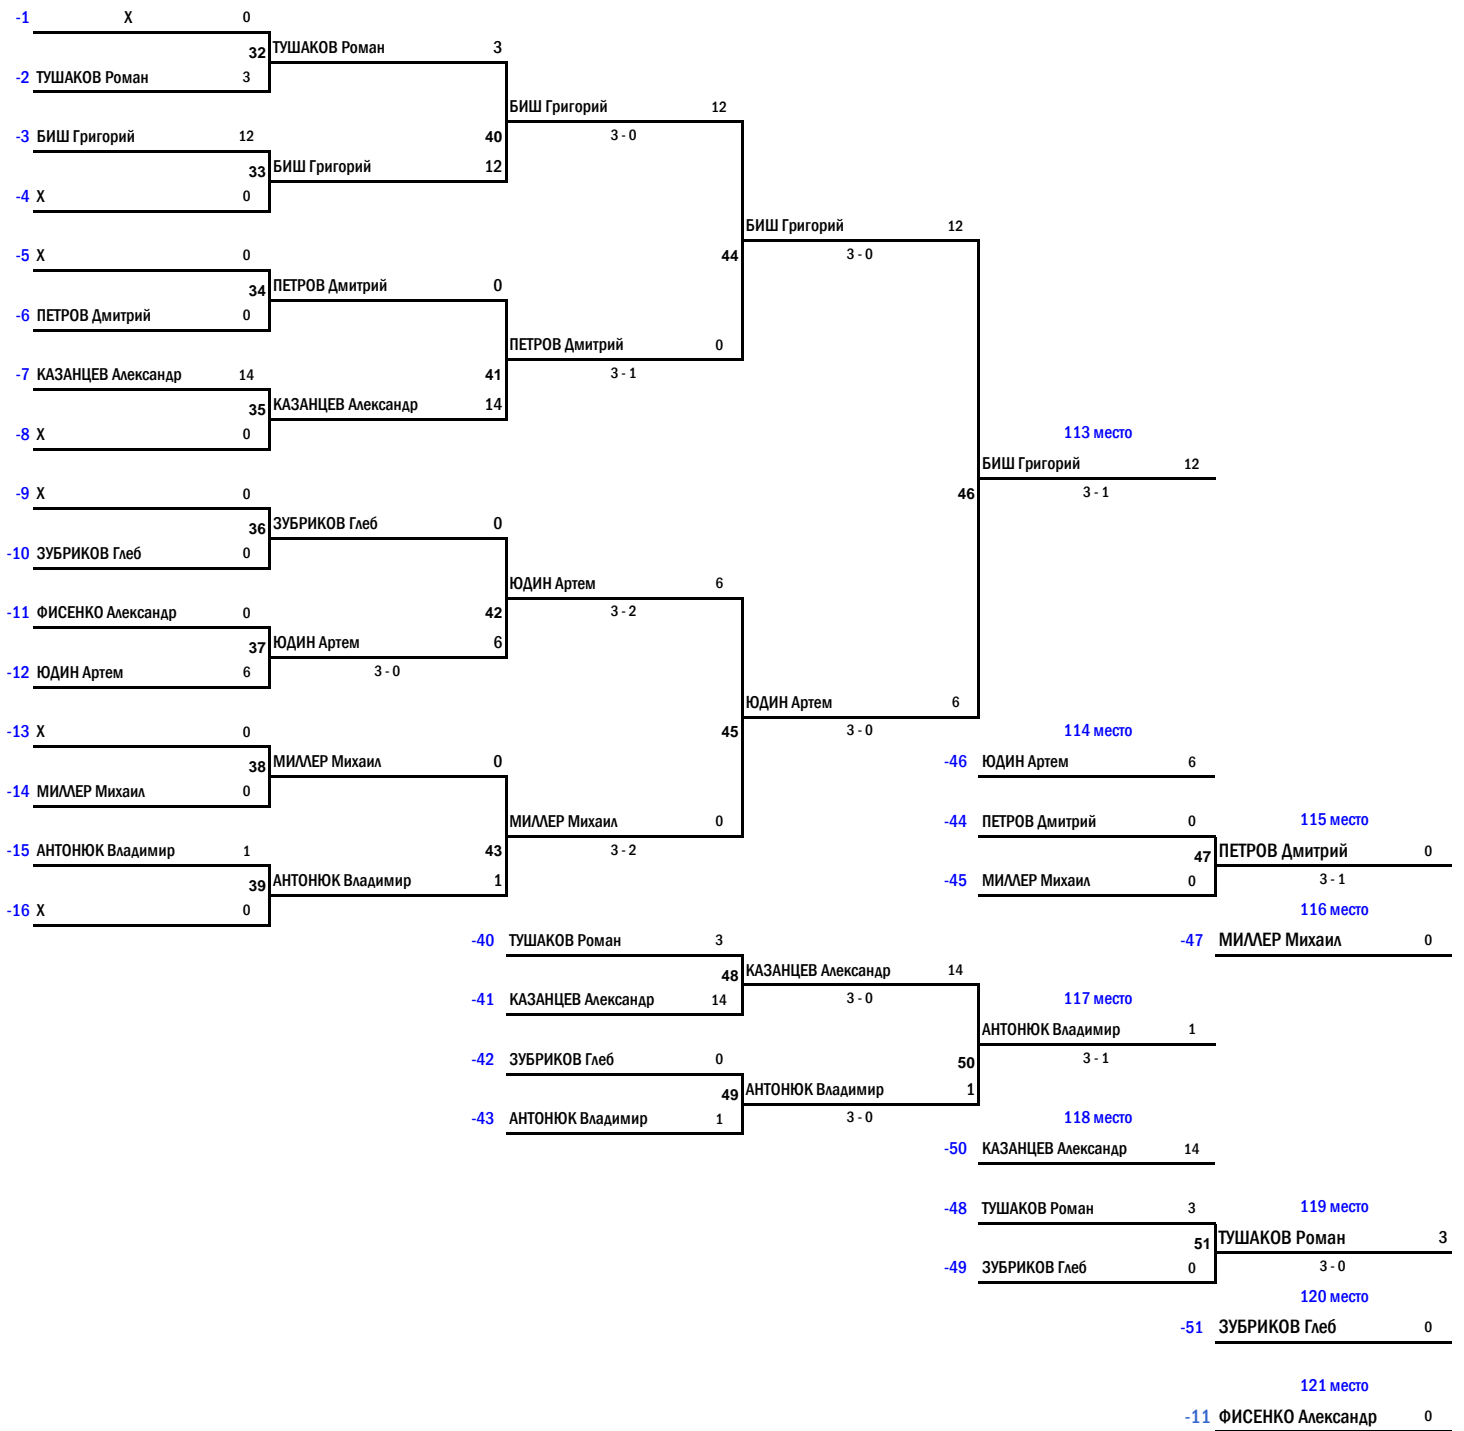 -1 X 0
32 ТУШАКОВ Роман 3
-2 ТУШАКОВ Роман 3
БИШ Григорий 12
-3 БИШ Григорий 12 40 3 - 0
33 БИШ Григорий 12
-4 X 0
БИШ Григорий 12
-5 X 0 44 3 - 0
34 ПЕТРОВ Дмитрий 0
-6 ПЕТРОВ Дмитрий 0
ПЕТРОВ Дмитрий 0
-7 КАЗАНЦЕВ Александр 14 41 3 - 1
35 КАЗАНЦЕВ Александр 14
-8 X 0 113 место
БИШ Григорий 12
-9 X 0 46 3 - 1
36 ЗУБРИКОВ Глеб 0
-10 ЗУБРИКОВ Глеб 0
ЮДИН Артем 6
-11 ФИСЕНКО Александр 0 42 3 - 2
37 ЮДИН Артем 6
-12 ЮДИН Артем 6 3 - 0
ЮДИН Артем 6
-13 X 0 45 3 - 0 114 место
38 МИЛЛЕР Михаил 0 -46 ЮДИН Артем 6
-14 МИЛЛЕР Михаил 0
МИЛЛЕР Михаил 0 -44 ПЕТРОВ Дмитрий 0 115 место
-15 АНТОНЮК Владимир 1 43 3 - 2 47 ПЕТРОВ Дмитрий 0
39 АНТОНЮК Владимир 1 -45 МИЛЛЕР Михаил 0 3 - 1
-16 X 0 116 место
-40 ТУШАКОВ Роман 3 -47 МИЛЛЕР Михаил 0
48 КАЗАНЦЕВ Александр 14
-41 КАЗАНЦЕВ Александр 14 3 - 0 117 место
АНТОНЮК Владимир 1
-42 ЗУБРИКОВ Глеб 0 50 3 - 1
49 АНТОНЮК Владимир 1
-43 АНТОНЮК Владимир 1 3 - 0 118 место
-50 КАЗАНЦЕВ Александр 14
-48 ТУШАКОВ Роман 3 119 место
51 ТУШАКОВ Роман 3
-49 ЗУБРИКОВ Глеб 0 3 - 0
120 место
-51 ЗУБРИКОВ Глеб 0
121 место
-11 ФИСЕНКО Александр 0